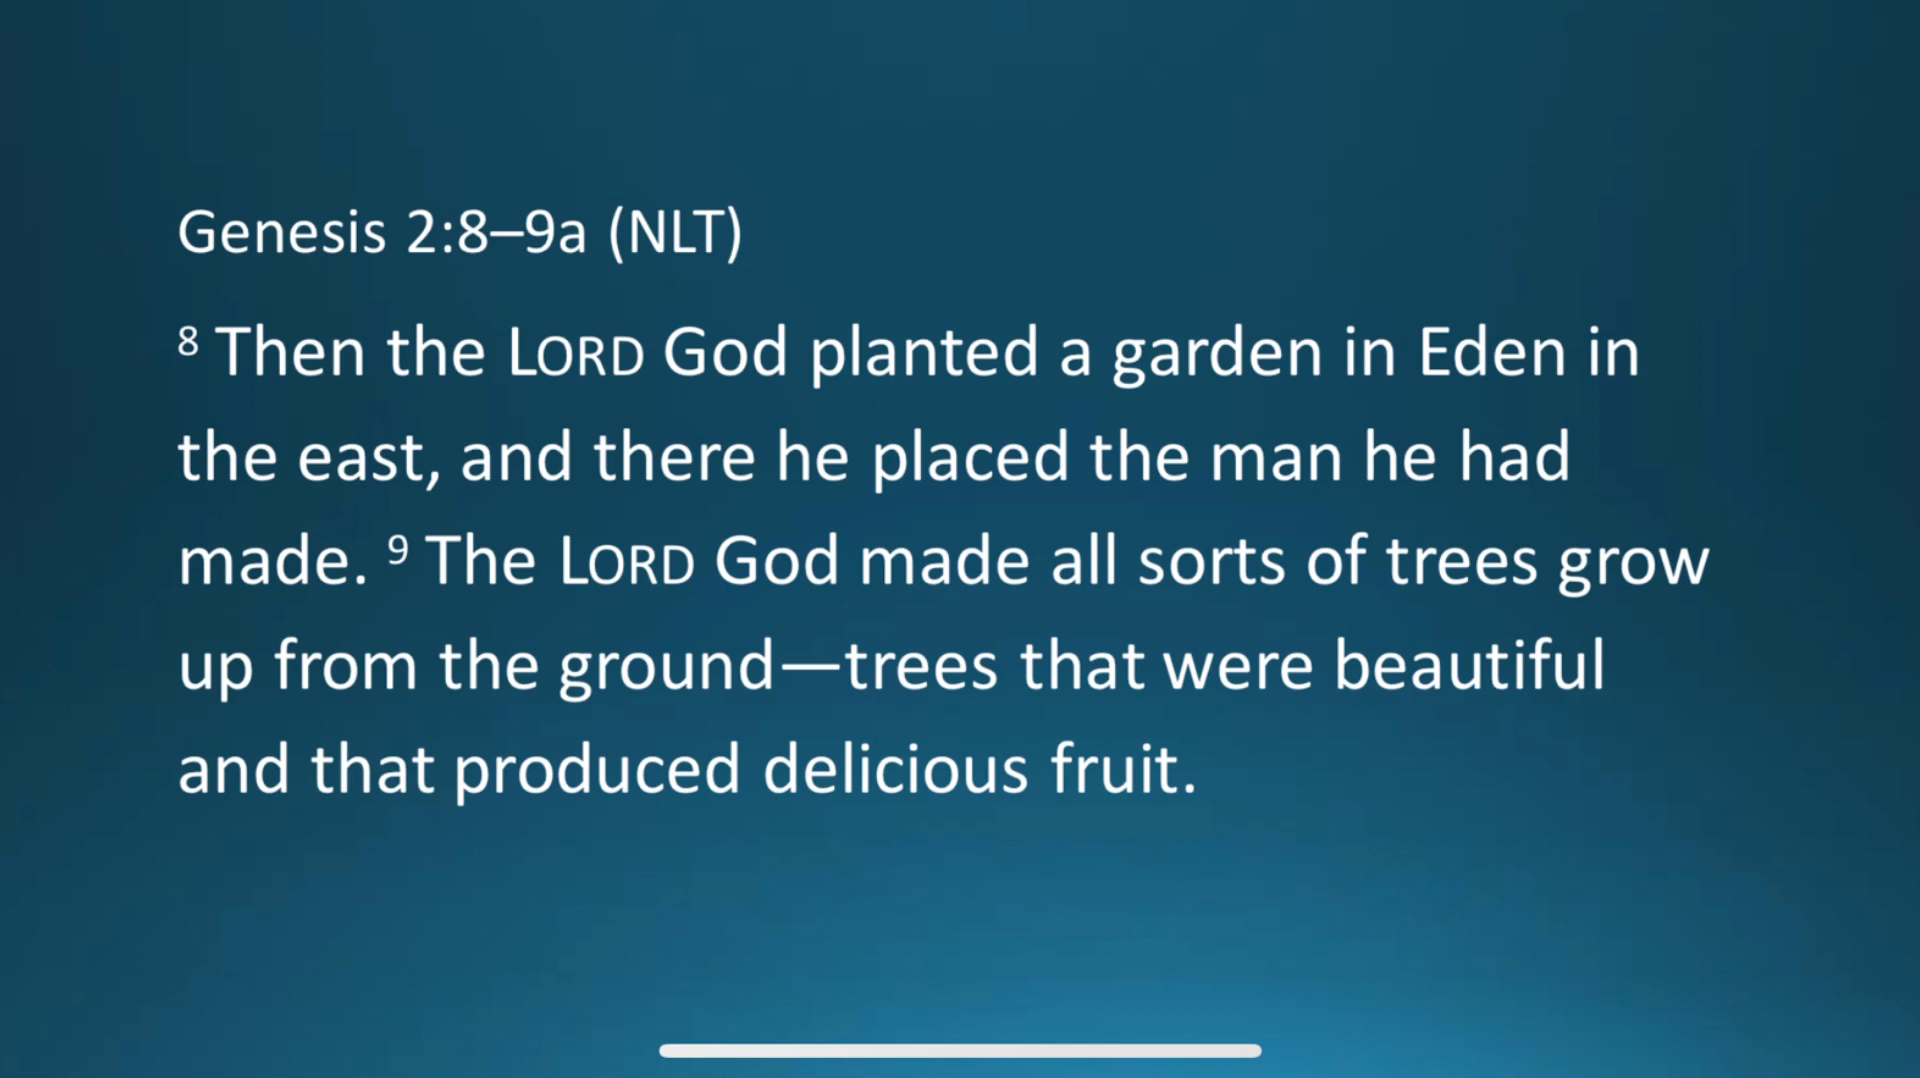 Genesis 2:8–9a (NLT)
⁸ Then the LORD God planted a garden in Eden in
the east, and there he placed the man he had
made. ⁹ The LORD God made all sorts of trees grow
up from the ground—trees that were beautiful
and that produced delicious fruit.